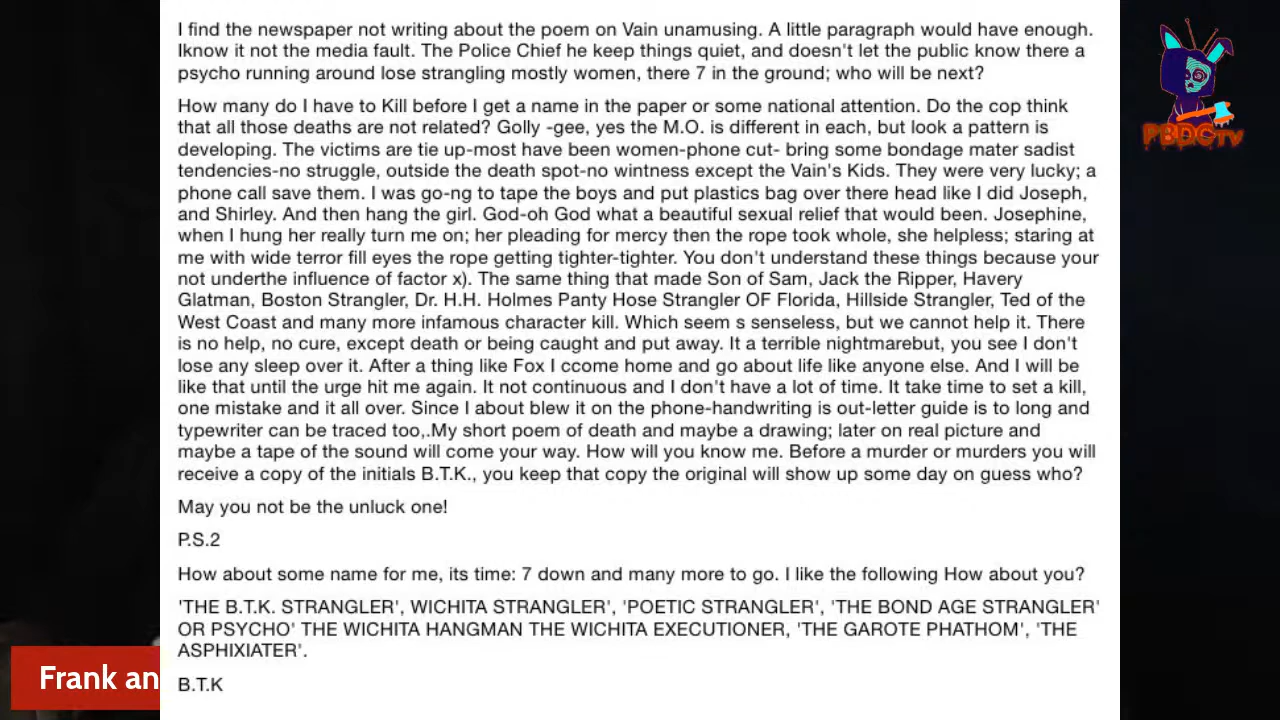 I find the newspaper not writing about the poem on Vain unamusing. A little paragraph would have enough.
Iknow it not the media fault. The Police Chief he keep things quiet, and doesn't let the public know there a
psycho running around lose strangling mostly women, there 7 in the ground; who will be next?
How many do I have to Kill before I get a name in the paper or some national attention. Do the cop think
that all those deaths are not related? Golly -gee, yes the M.O. is different in each, but look a pattern is
developing. The victims are tie up-most have been women-phone cut- bring some bondage mater sadist
tendencies-no struggle, outside the death spot-no wintness except the Vain's Kids. They were very lucky; a
phone call save them. I was go-ng to tape the boys and put plastics bag over there head like I did Joseph,
and Shirley. And then hang the girl. God-oh God what a beautiful sexual relief that would been. Josephine,
when I hung her really turn me on; her pleading for mercy then the rope took whole, she helpless; staring at
me with wide terror fill eyes the rope getting tighter-tighter. You don't understand these things because your
not underthe influence of factor x). The same thing that made Son of Sam, Jack the Ripper, Havery
Glatman, Boston Strangler, Dr. H.H. Holmes Panty Hose Strangler OF Florida, Hillside Strangler, Ted of the
West Coast and many more infamous character kill. Which seem s senseless, but we cannot help it. There
is no help, no cure, except death or being caught and put away. It a terrible nightmarebut, you see I don't
lose any sleep over it. After a thing like Fox I ccome home and go about life like anyone else. And I will be
like that until the urge hit me again. It not continuous and I don't have a lot of time. It take time to set a kill,
one mistake and it all over. Since I about blew it on the phone-handwriting is out-letter guide is to long and
typewriter can be traced too,.My short poem of death and maybe a drawing; later on real picture and
maybe a tape of the sound will come your way. How will you know me. Before a murder or murders you will
receive a copy of the initials B.T.K., you keep that copy the original will show up some day on guess who?
May you not be the unluck one!
P.S.2
How about some name for me, its time: 7 down and many more to go. I like the following How about you?
'THE B.T.K. STRANGLER', WICHITA STRANGLER', 'POETIC STRANGLER', 'THE BOND AGE STRANGLER'
OR PSYCHO' THE WICHITA HANGMAN THE WICHITA EXECUTIONER, 'THE GAROTE PHATHOM', 'THE
ASPHIXIATER'.
B.T.K
Frank an
PBDCTV